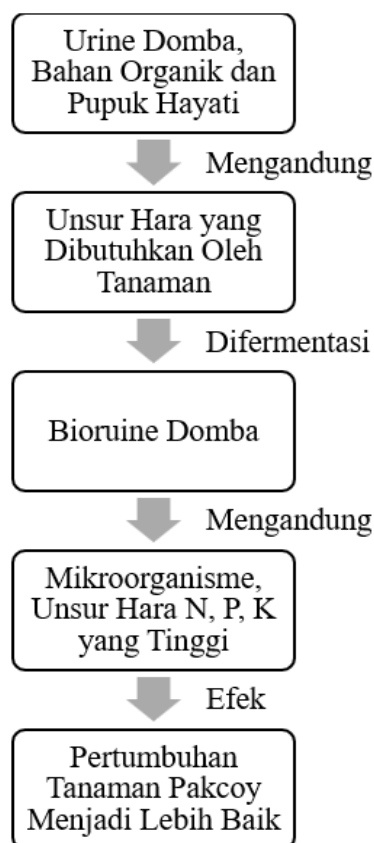 Urine Domba,
Bahan Organik dan
Pupuk Hayati
Mengandung
Unsur Hara yang
Dibutuhkan Oleh
Tanaman
Difermentasi
Bioruine Domba
Mengandung
Mikroorganisme,
Unsur Hara N, P, K
yang Tinggi
Efek
Pertumbuhan
Tanaman Pakcoy
Menjadi Lebih Baik